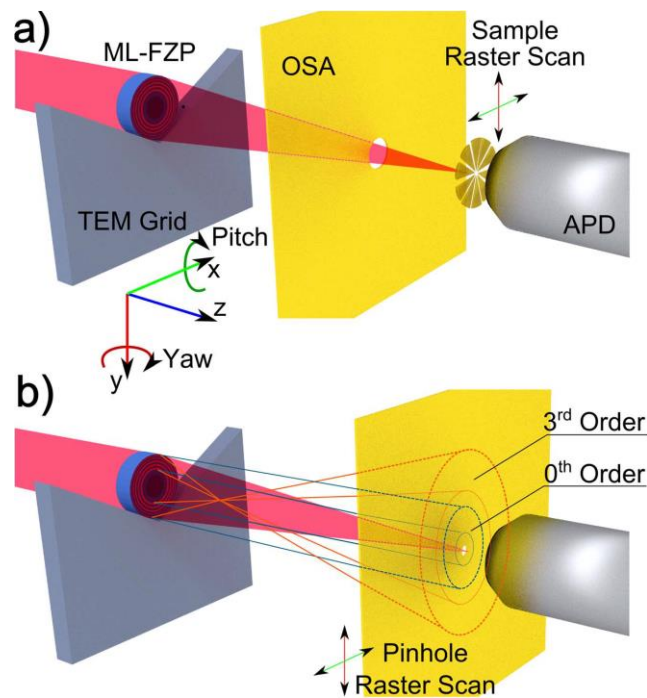 a)
ML-FZP
OSA
Sample
Raster Scan
TEM Grid
APD
Pitch
x
z
y
Yaw
b)
3rd Order
0th Order
Pinhole
Raster Scan